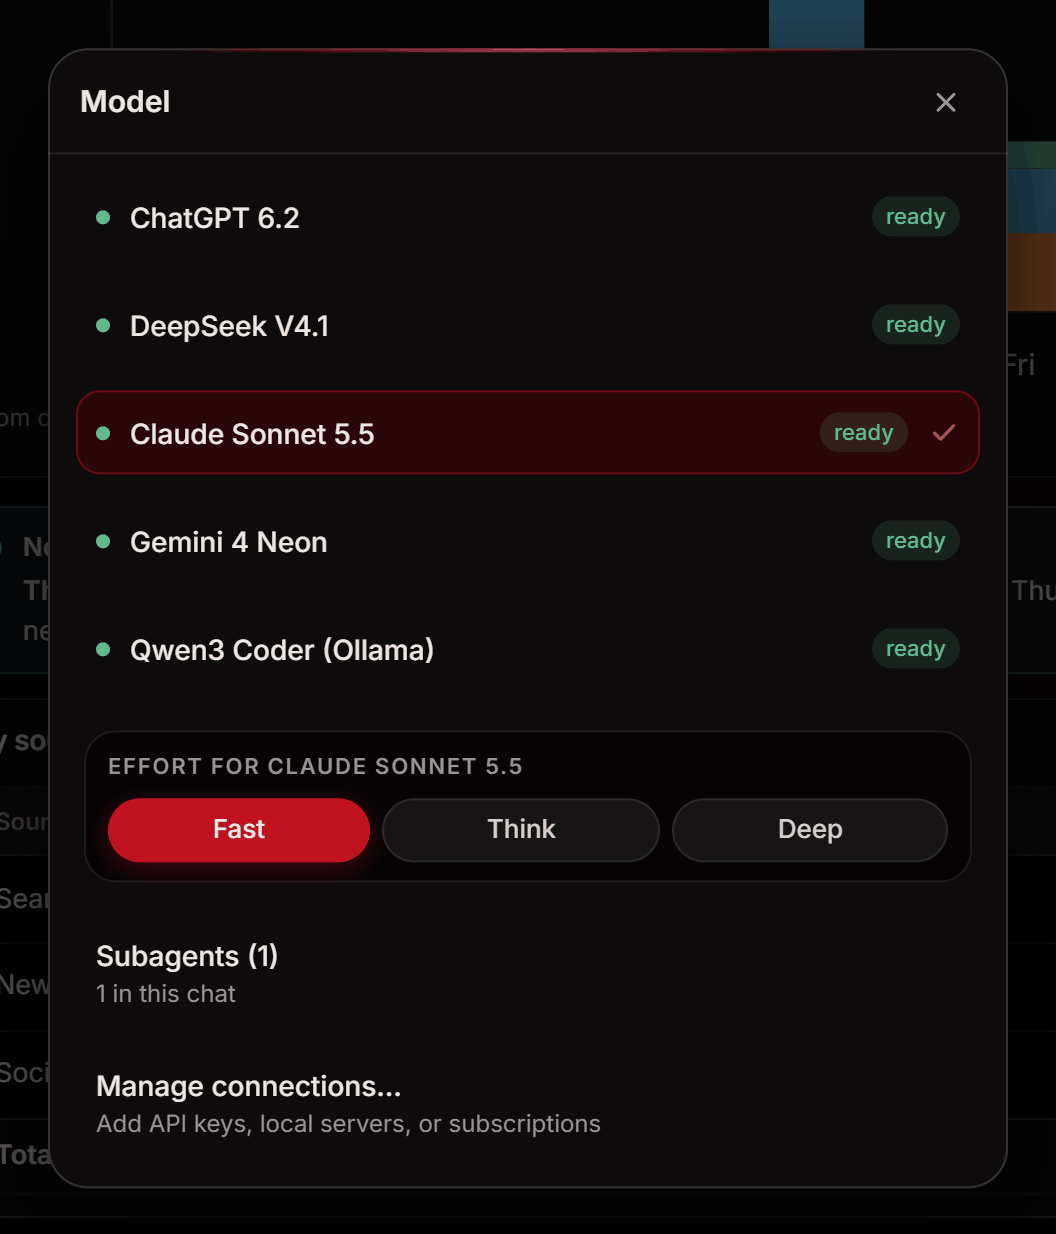 Model
ChatGPT 6.2
ready
DeepSeek V4.1
ready
Claude Sonnet 5.5
ready
Gemini 4 Neon
ready
Qwen3 Coder (Ollama)
ready
EFFORT FOR CLAUDE SONNET 5.5
Fast
Think
Deep
Subagents (1)
1 in this chat
Manage connections...
Add API keys, local servers, or subscriptions
Fri
Thu